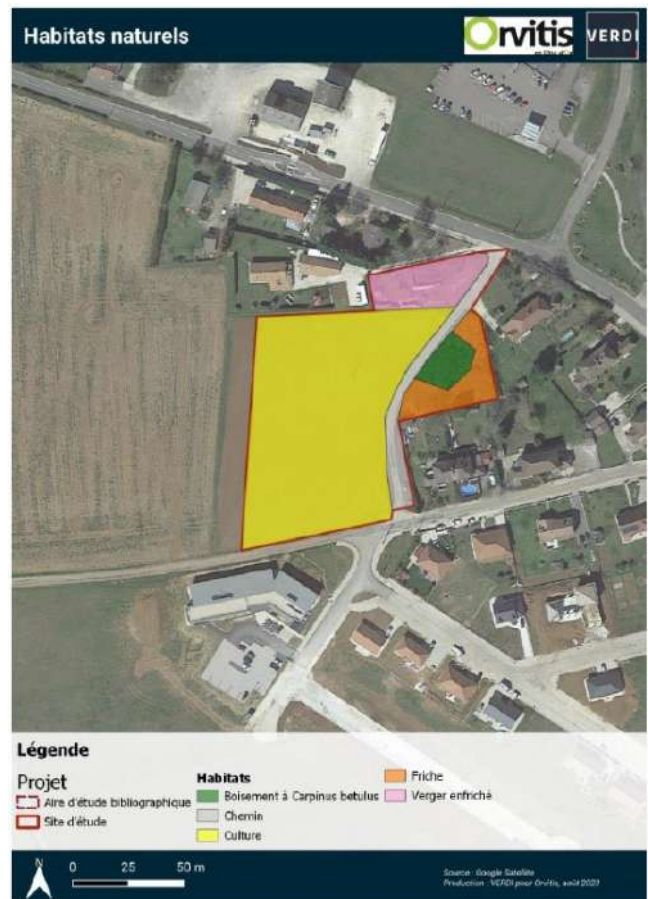 Habitats naturels
Orvitis
VERDI
Légende
Projet
Aire d'étude bibliographique
Site d'étude
Habitats
Boisement à Carpinus betulus
Chemin
Culture
Friche
Verger enfriché
N
0 25 50 m
Source : Google Satellite
Production : VERDI pour Orvitis, août 2023